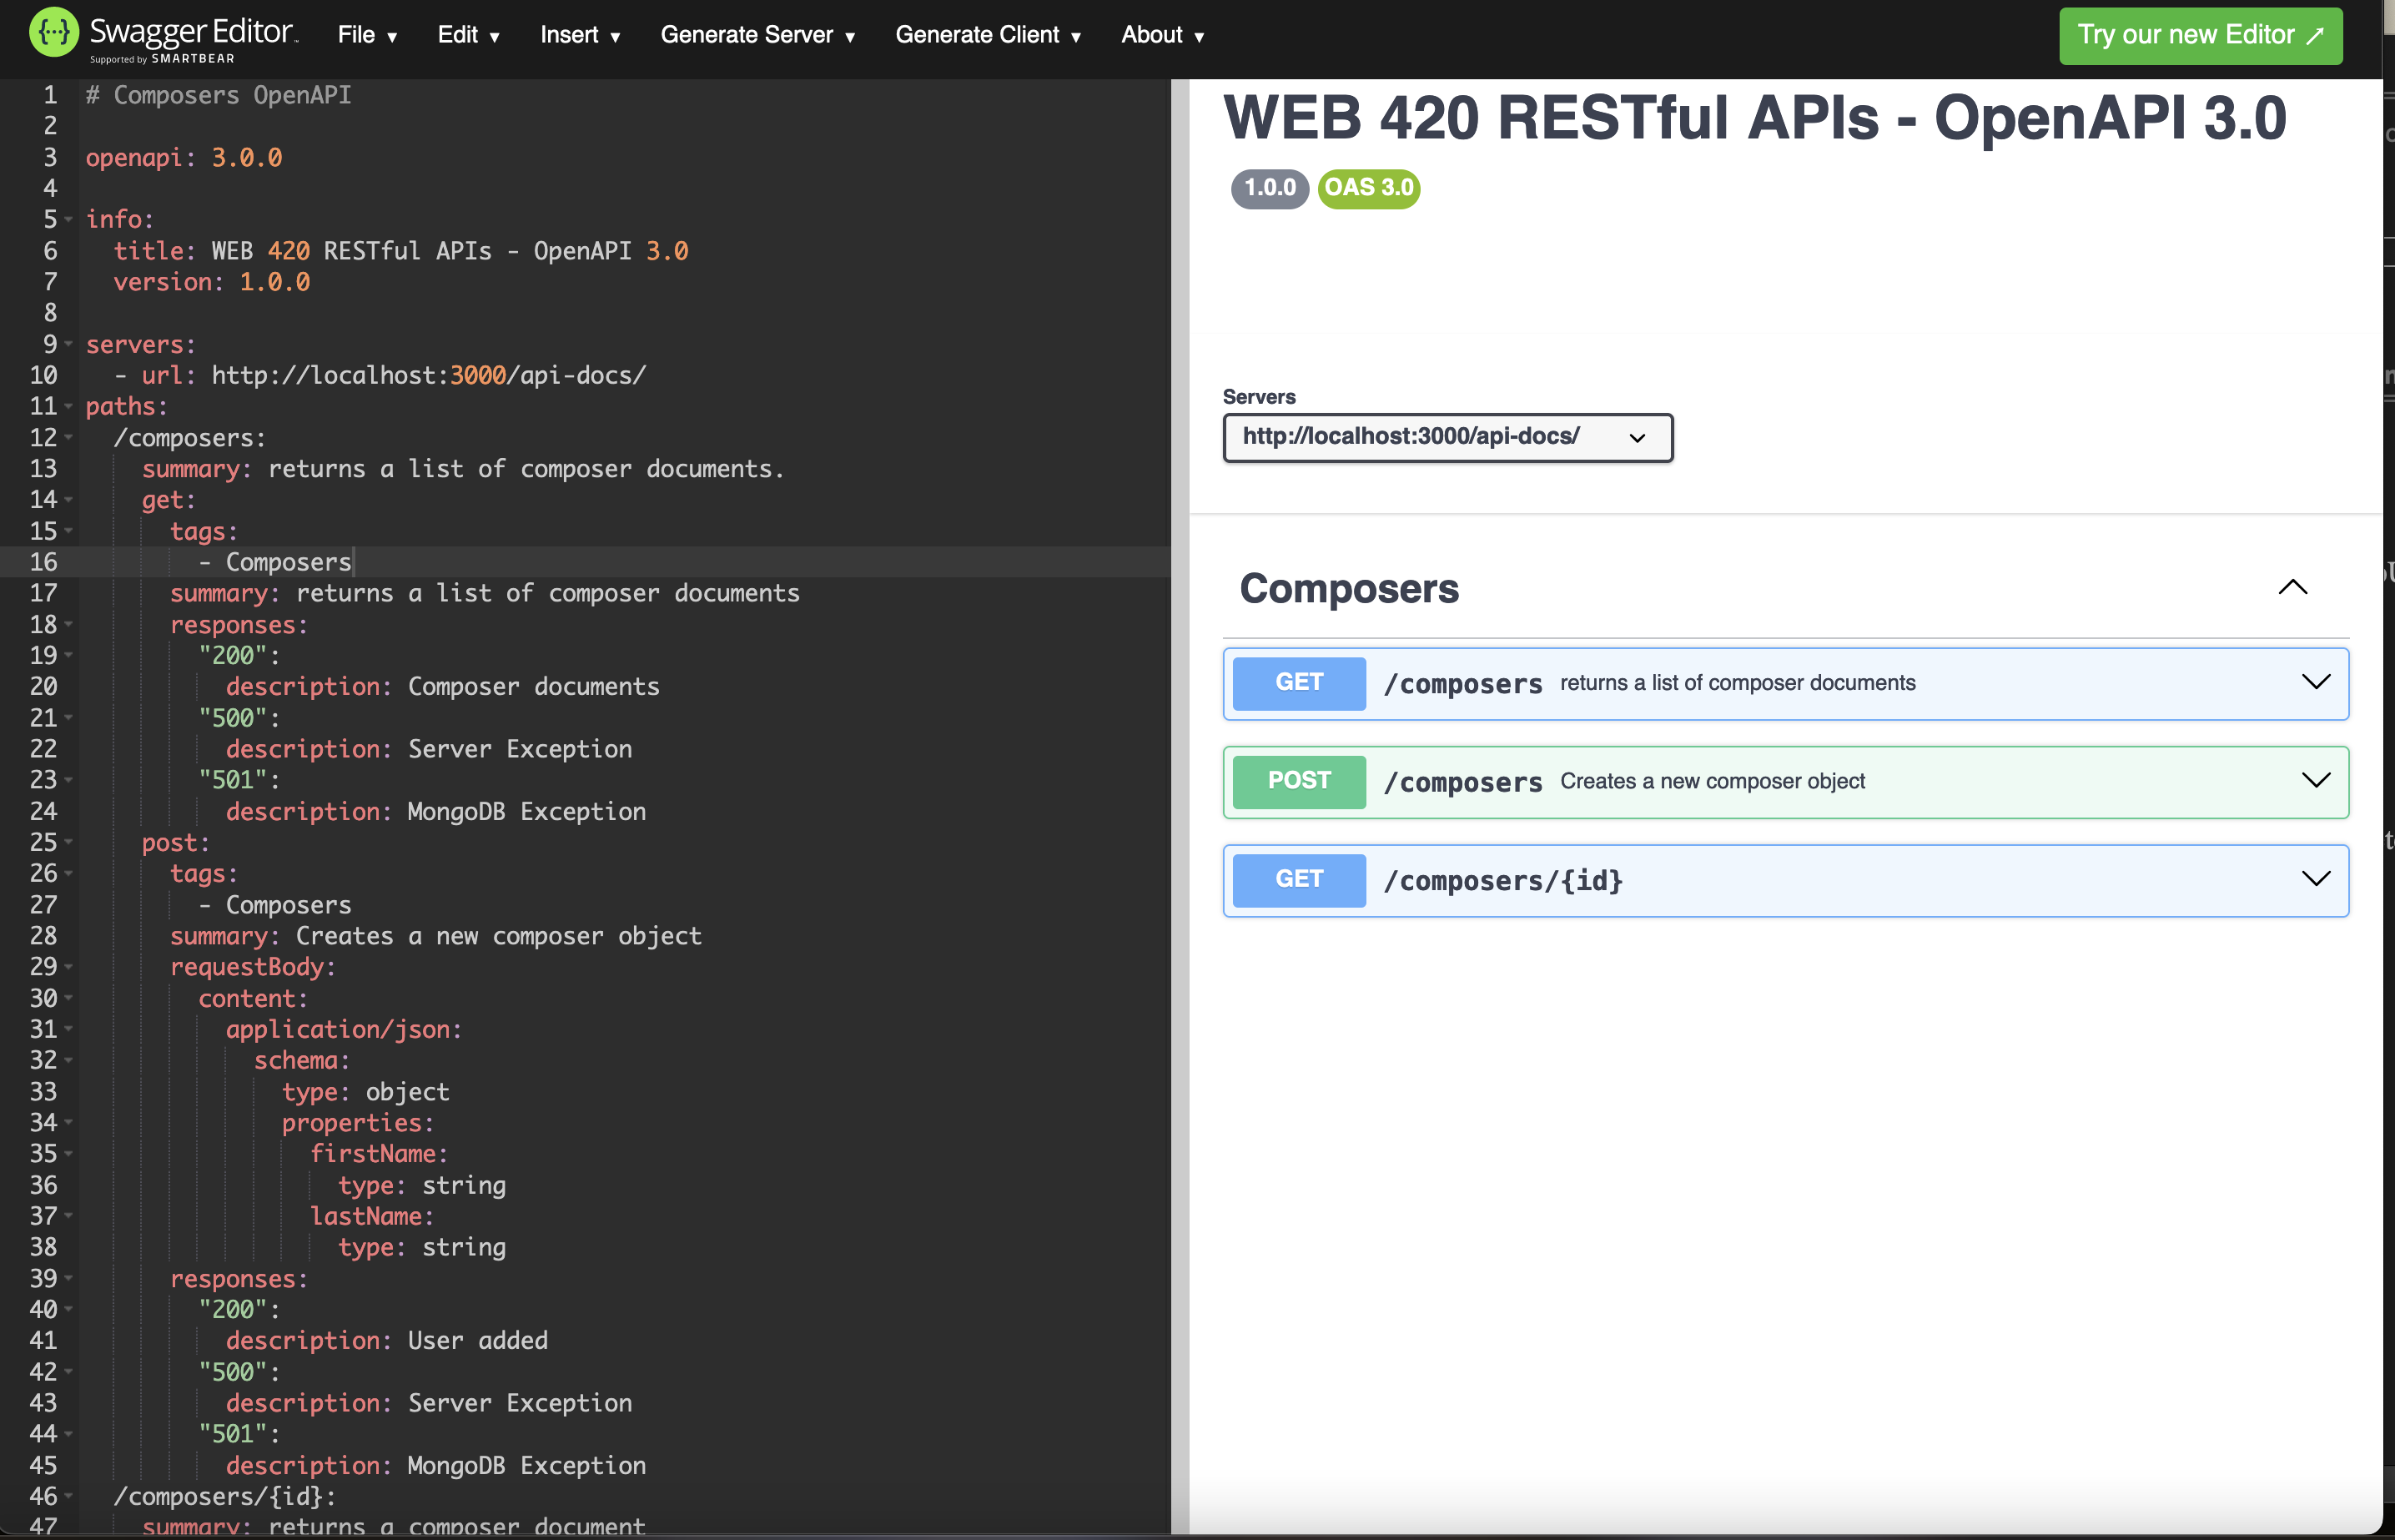 Swagger Editor
Supported by SMARTBEAR
File ▼ Edit ▼ Insert ▼ Generate Server ▼ Generate Client ▼ About ▼
Try our new Editor
1 # Composers OpenAPI
2
3 openapi: 3.0.0
4
5 info:
6 title: WEB 420 RESTful APIs - OpenAPI 3.0
7 version: 1.0.0
8
9 servers:
10 - url: http://localhost:3000/api-docs/
11 paths:
12 /composers:
13 summary: returns a list of composer documents.
14 get:
15 tags:
16 - Composers
17 summary: returns a list of composer documents
18 responses:
19 "200":
20 description: Composer documents
21 "500":
22 description: Server Exception
23 "501":
24 description: MongoDB Exception
25 post:
26 tags:
27 - Composers
28 summary: Creates a new composer object
29 requestBody:
30 content:
31 application/json:
32 schema:
33 type: object
34 properties:
35 firstName:
36 type: string
37 lastName:
38 type: string
39 responses:
40 "200":
41 description: User added
42 "500":
43 description: Server Exception
44 "501":
45 description: MongoDB Exception
46 /composers/{id}:
47 summary: returns a composer document
WEB 420 RESTful APIs - OpenAPI 3.0
1.0.0 OAS 3.0
Servers
http://localhost:3000/api-docs/
Composers
GET /composers returns a list of composer documents
POST /composers Creates a new composer object
GET /composers/{id}